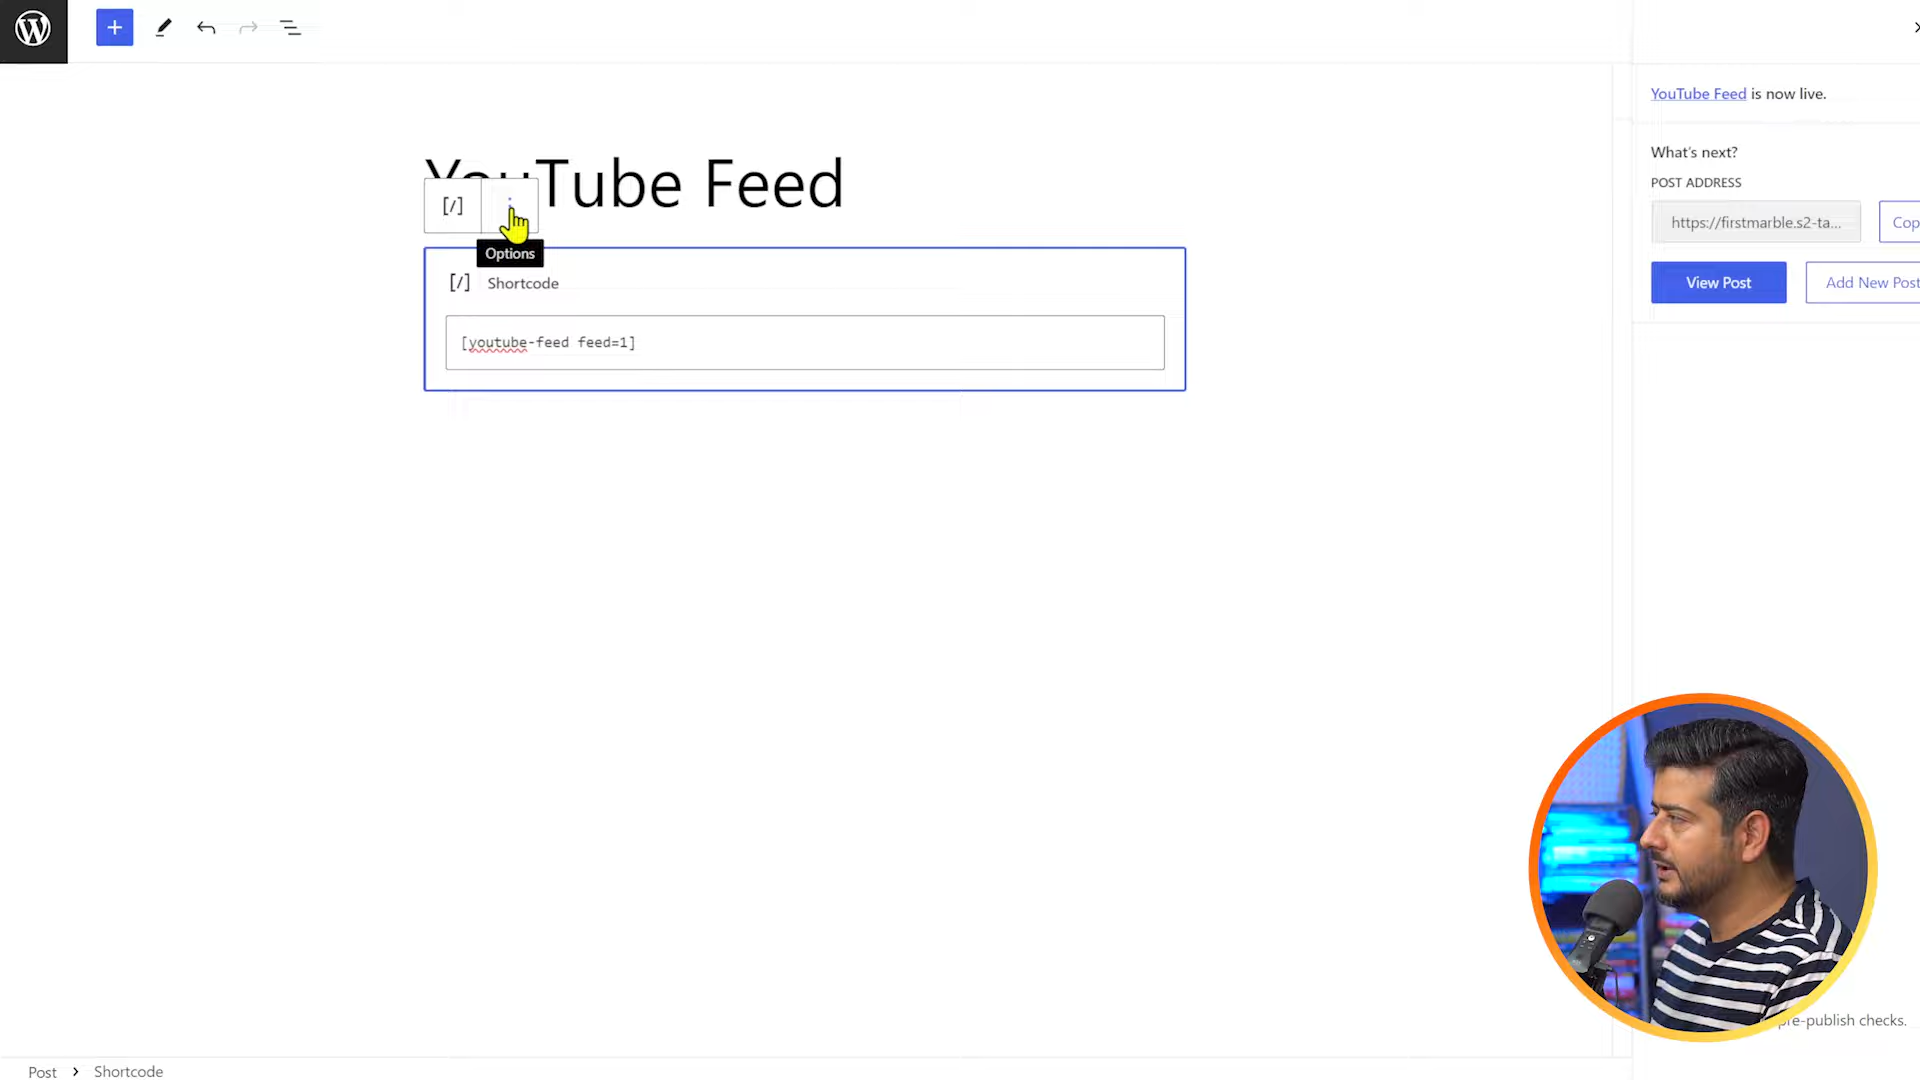 YouTube Feed is now live.
YouTube Feed
What's next?
POST ADDRESS
[/]
https://firstmarble.s2-ta...
Options
[/] Shortcode
View Post
Add New Post
[youtube-feed feed=1]
pre-publish checks.
Post > Shortcode